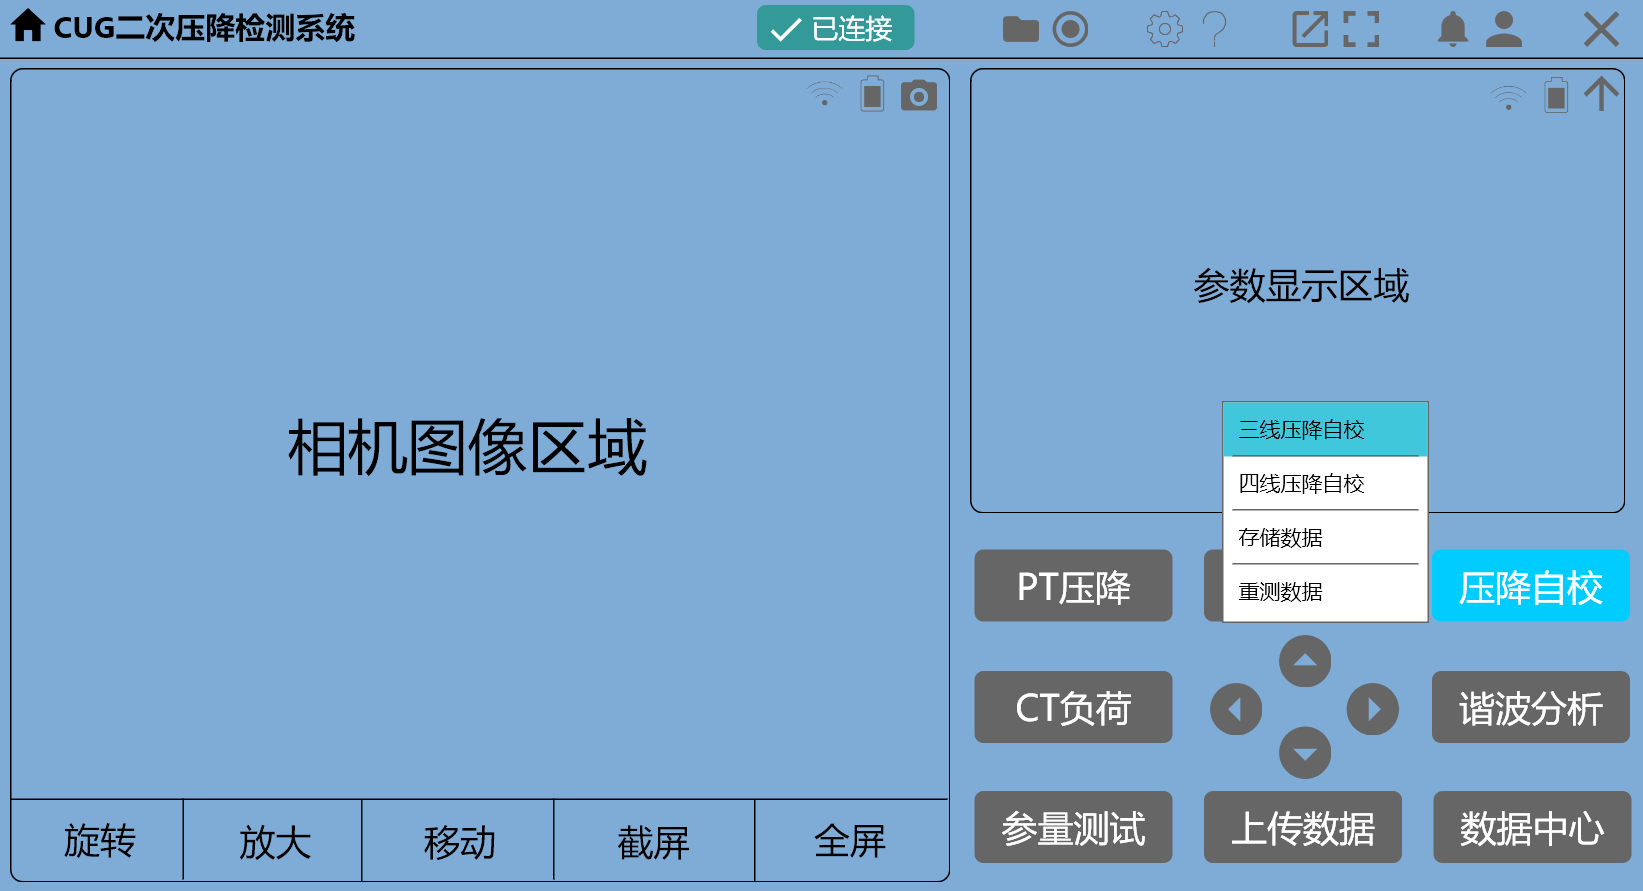 CUG二次压降检测系统
已连接
相机图像区域
参数显示区域
三线压降自校
四线压降自校
存储数据
重测数据
PT压降
压降自校
CT负荷
谐波分析
参量测试
上传数据
数据中心
旋转
放大
移动
截屏
全屏